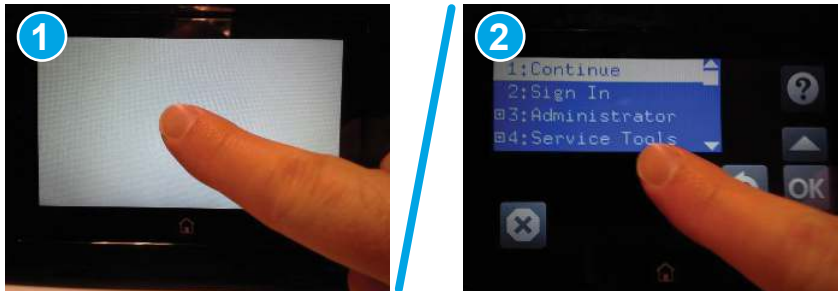 1
2
1:Continue
2:Sign In
3:Administrator
4:Service Tools
?
OK